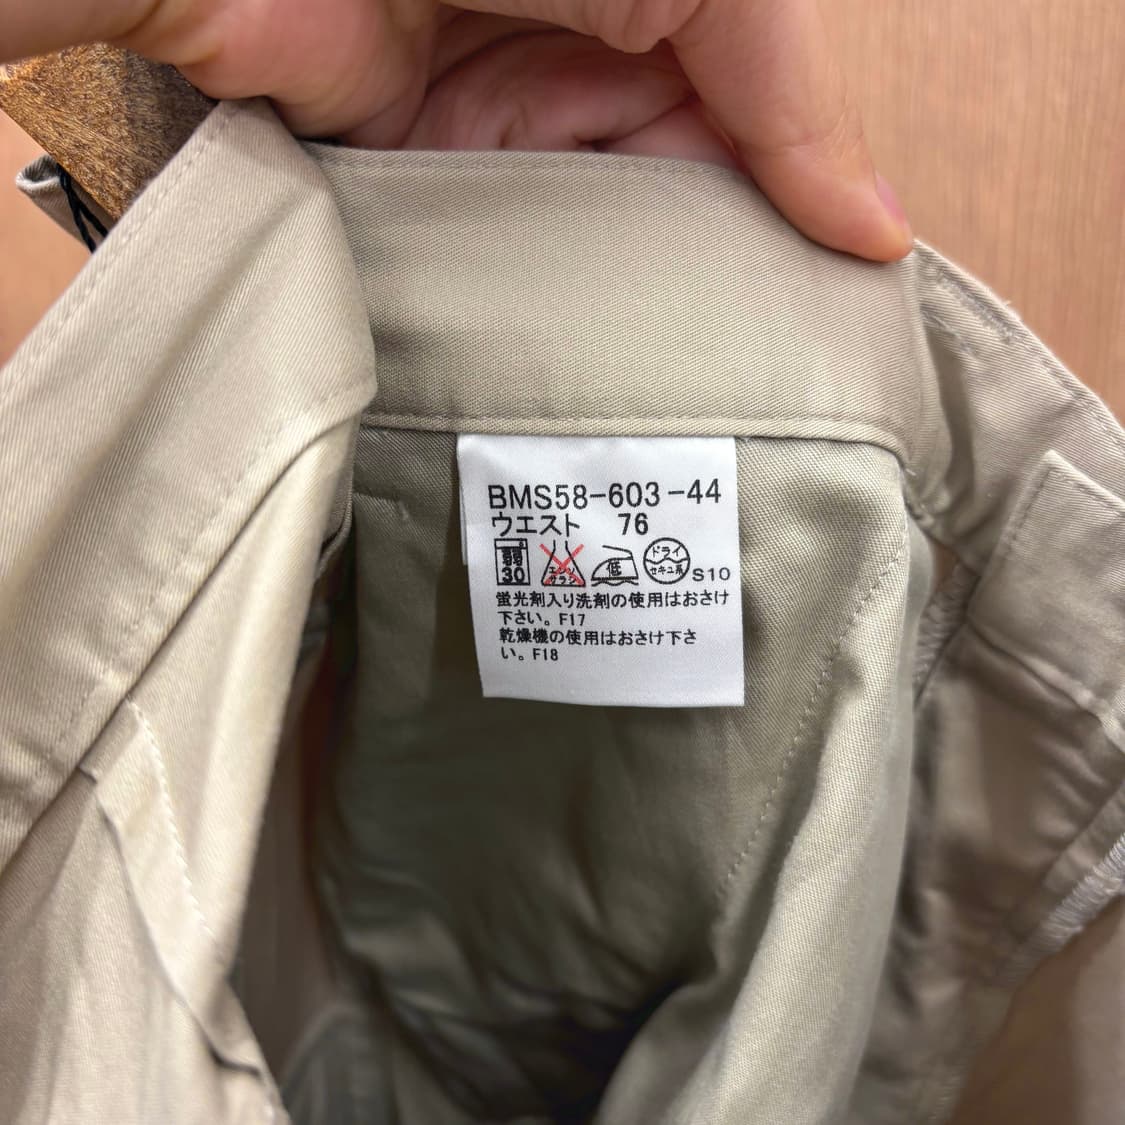 BMS58-603-44
ウエスト 76
弱 30 エンソ サラシ 低 ドライ セキユ系 S10
蛍光剤入り洗剤の使用はおさけ
下さい。F17
乾燥機の使用はおさけ下さ
い。F18